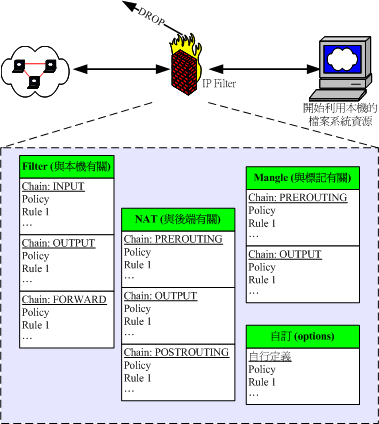 DROP
IP Filter
開始利用本機的
檔案系統資源
Filter (與本機有關)
Chain: INPUT
Policy
Rule 1
…
Chain: OUTPUT
Policy
Rule 1
…
Chain: FORWARD
Policy
Rule 1
…
NAT (與後端有關)
Chain: PREROUTING
Policy
Rule 1
…
Chain: OUTPUT
Policy
Rule 1
…
Chain: POSTROUTING
Policy
Rule 1
…
Mangle (與標記有關)
Chain: PREROUTING
Policy
Rule 1
…
Chain: OUTPUT
Policy
Rule 1
…
自訂 (options)
自行定義
Policy
Rule 1
…